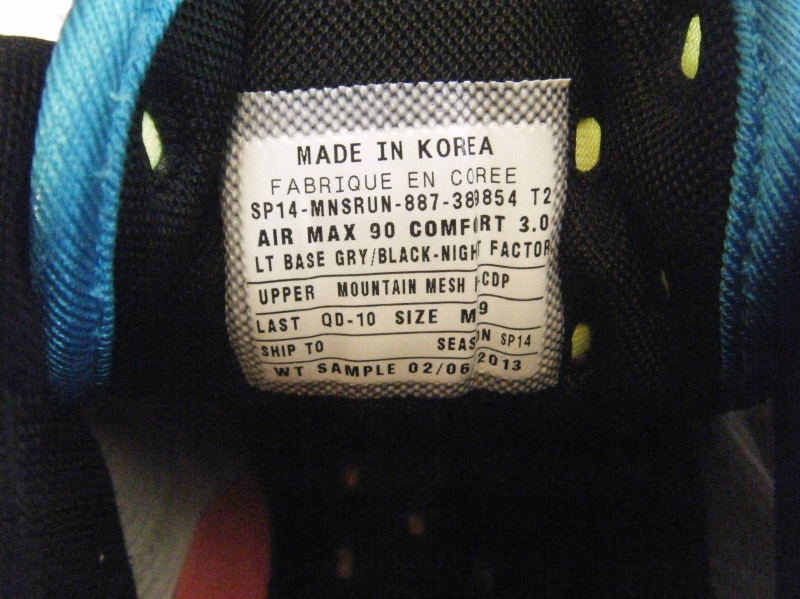 MADE IN KOREA
FABRIQUE EN COREE
SP14-MNSRUN-887-389854 T2
AIR MAX 90 COMFORT 3.0
LT BASE GRY/BLACK-NIGHT FACTOR
UPPER MOUNTAIN MESH
LAST QD-10 SIZE M9
SHIP TO SEASON SP14
WT SAMPLE 02/06 2013